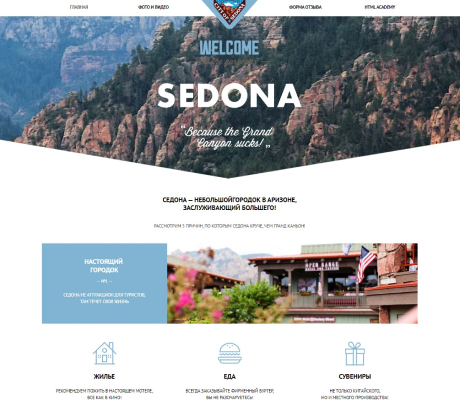 ГЛАВНАЯ
ФОТО И ВИДЕО
ФОРМА ОТЗЫВА
HTML ACADEMY
WELCOME
SEDONA
“Because the Grand
Canyon sucks!„
СЕДОНА — НЕБОЛЬШОЙГОРОДОК В АРИЗОНЕ,
ЗАСЛУЖИВАЮЩИЙ БОЛЬШЕГО!
РАССМОТРИМ 5 ПРИЧИН, ПО КОТОРЫМ СЕДОНА КРУЧЕ, ЧЕМ ГРАНД КАНЬОН!
НАСТОЯЩИЙ
ГОРОДОК
СЕДОНА НЕ АТТРАКЦИОН ДЛЯ ТУРИСТОВ,
ТАМ ТЕЧЕТ СВОЯ ЖИЗНЬ
OPEN RANGE
ЖИЛЬЕ
РЕКОМЕНДУЕМ ПОЖИТЬ В НАСТОЯЩЕМ МОТЕЛЕ,
ВСЕ КАК В КИНО!
ЕДА
ВСЕГДА ЗАКАЗЫВАЙТЕ ФИРМЕННЫЙ БУРГЕР,
ВЫ НЕ РАЗОЧАРУЕТЕСЬ!
СУВЕНИРЫ
НЕ ТОЛЬКО КИТАЙСКОГО,
НО И МЕСТНОГО ПРОИЗВОДСТВА!